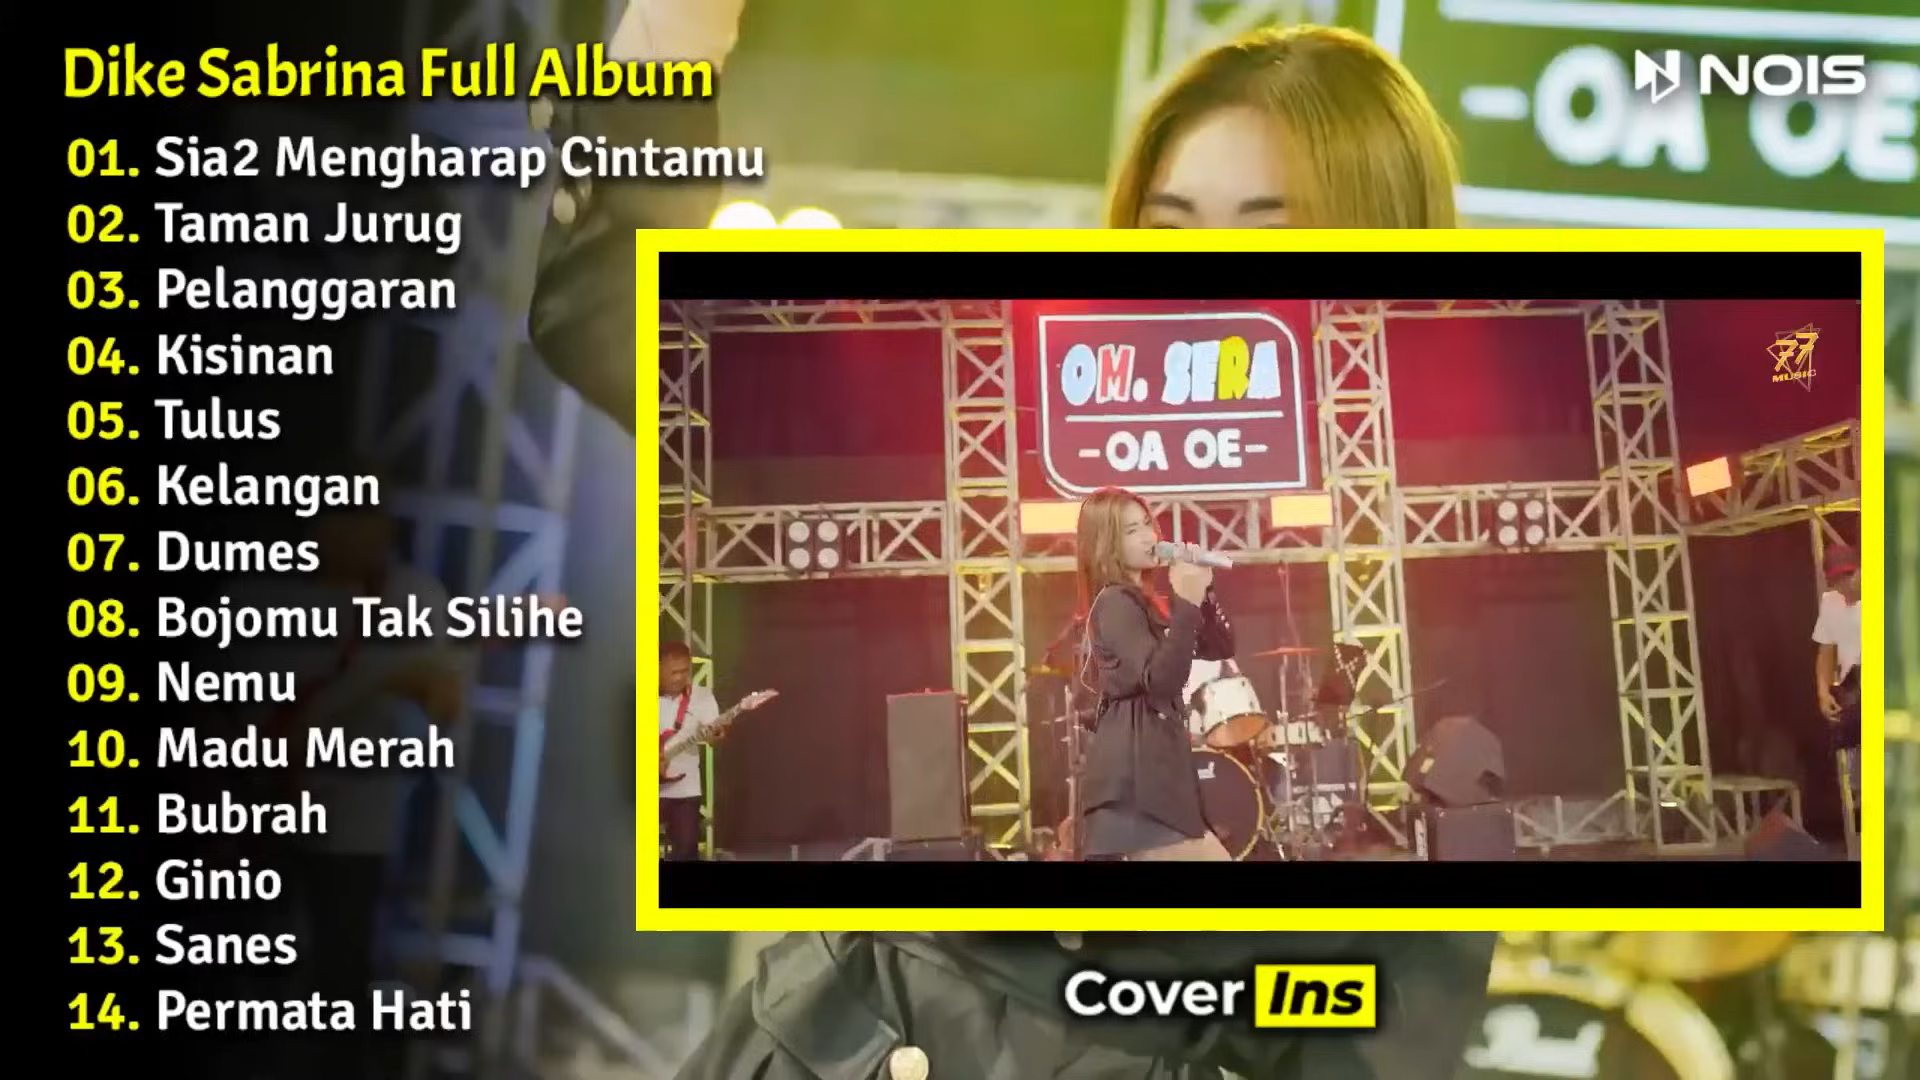 Dike Sabrina Full Album
01. Sia2 Mengharap Cintamu
02. Taman Jurug
03. Pelanggaran
04. Kisinan
05. Tulus
06. Kelangan
07. Dumes
08. Bojomu Tak Silihe
09. Nemu
10. Madu Merah
11. Bubrah
12. Ginio
13. Sanes
14. Permata Hati
NOIS
-OA OE
OM. SERA
-OA OE-
77
MUSIC
Cover Ins